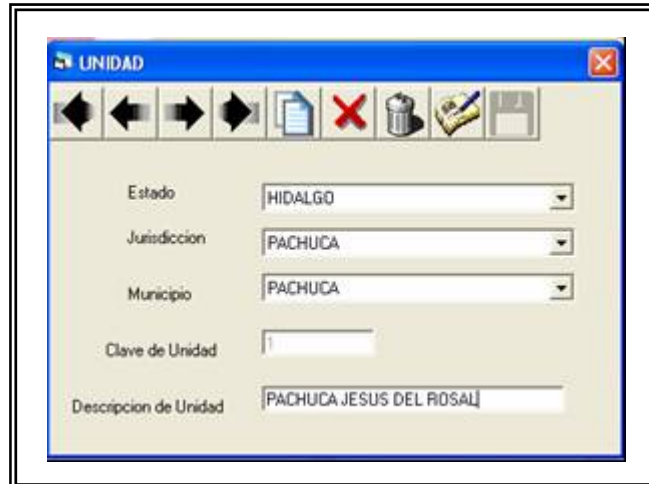 UNIDAD
Estado HIDALGO
Jurisdiccion PACHUCA
Municipio PACHUCA
Clave de Unidad 1
Descripcion de Unidad PACHUCA JESUS DEL ROSAL